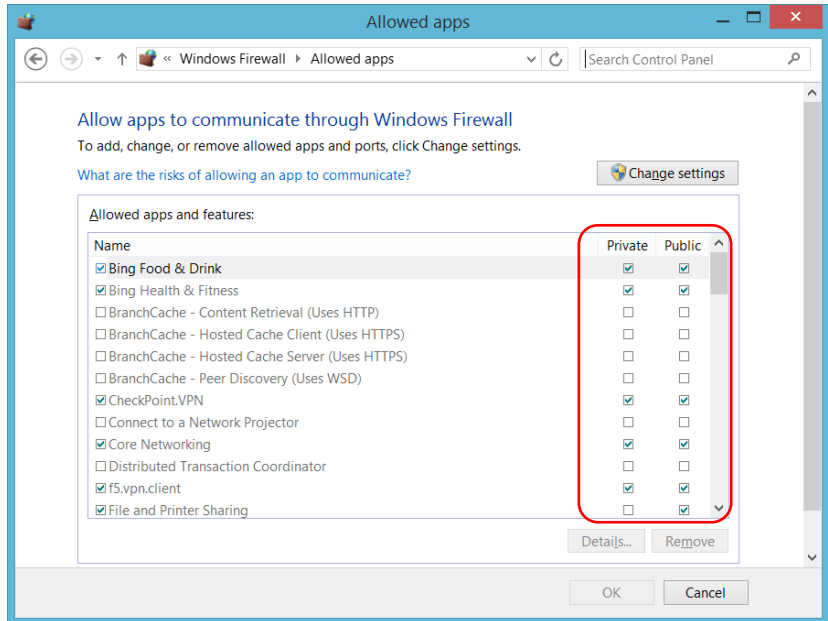 Allowed apps
« Windows Firewall Allowed apps
Search Control Panel
Allow apps to communicate through Windows Firewall
To add, change, or remove allowed apps and ports, click Change settings.
What are the risks of allowing an app to communicate?
Change settings
Allowed apps and features:
Name Private Public
Bing Food & Drink
Bing Health & Fitness
BranchCache - Content Retrieval (Uses HTTP)
BranchCache - Hosted Cache Client (Uses HTTPS)
BranchCache - Hosted Cache Server (Uses HTTPS)
BranchCache - Peer Discovery (Uses WSD)
CheckPoint.VPN
Connect to a Network Projector
Core Networking
Distributed Transaction Coordinator
f5.vpn.client
File and Printer Sharing
Details... Remove
OK Cancel